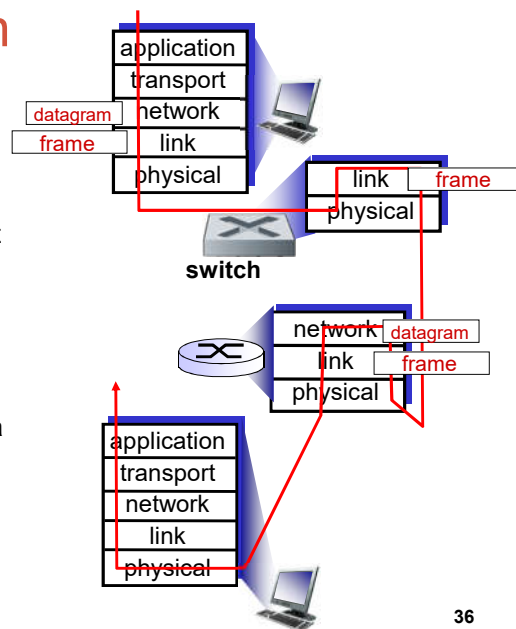 n
application
transport
datagram network
frame link
physical
link frame
physical
t
switch
network datagram
link frame
physical
a
application
transport
network
link
physical
36